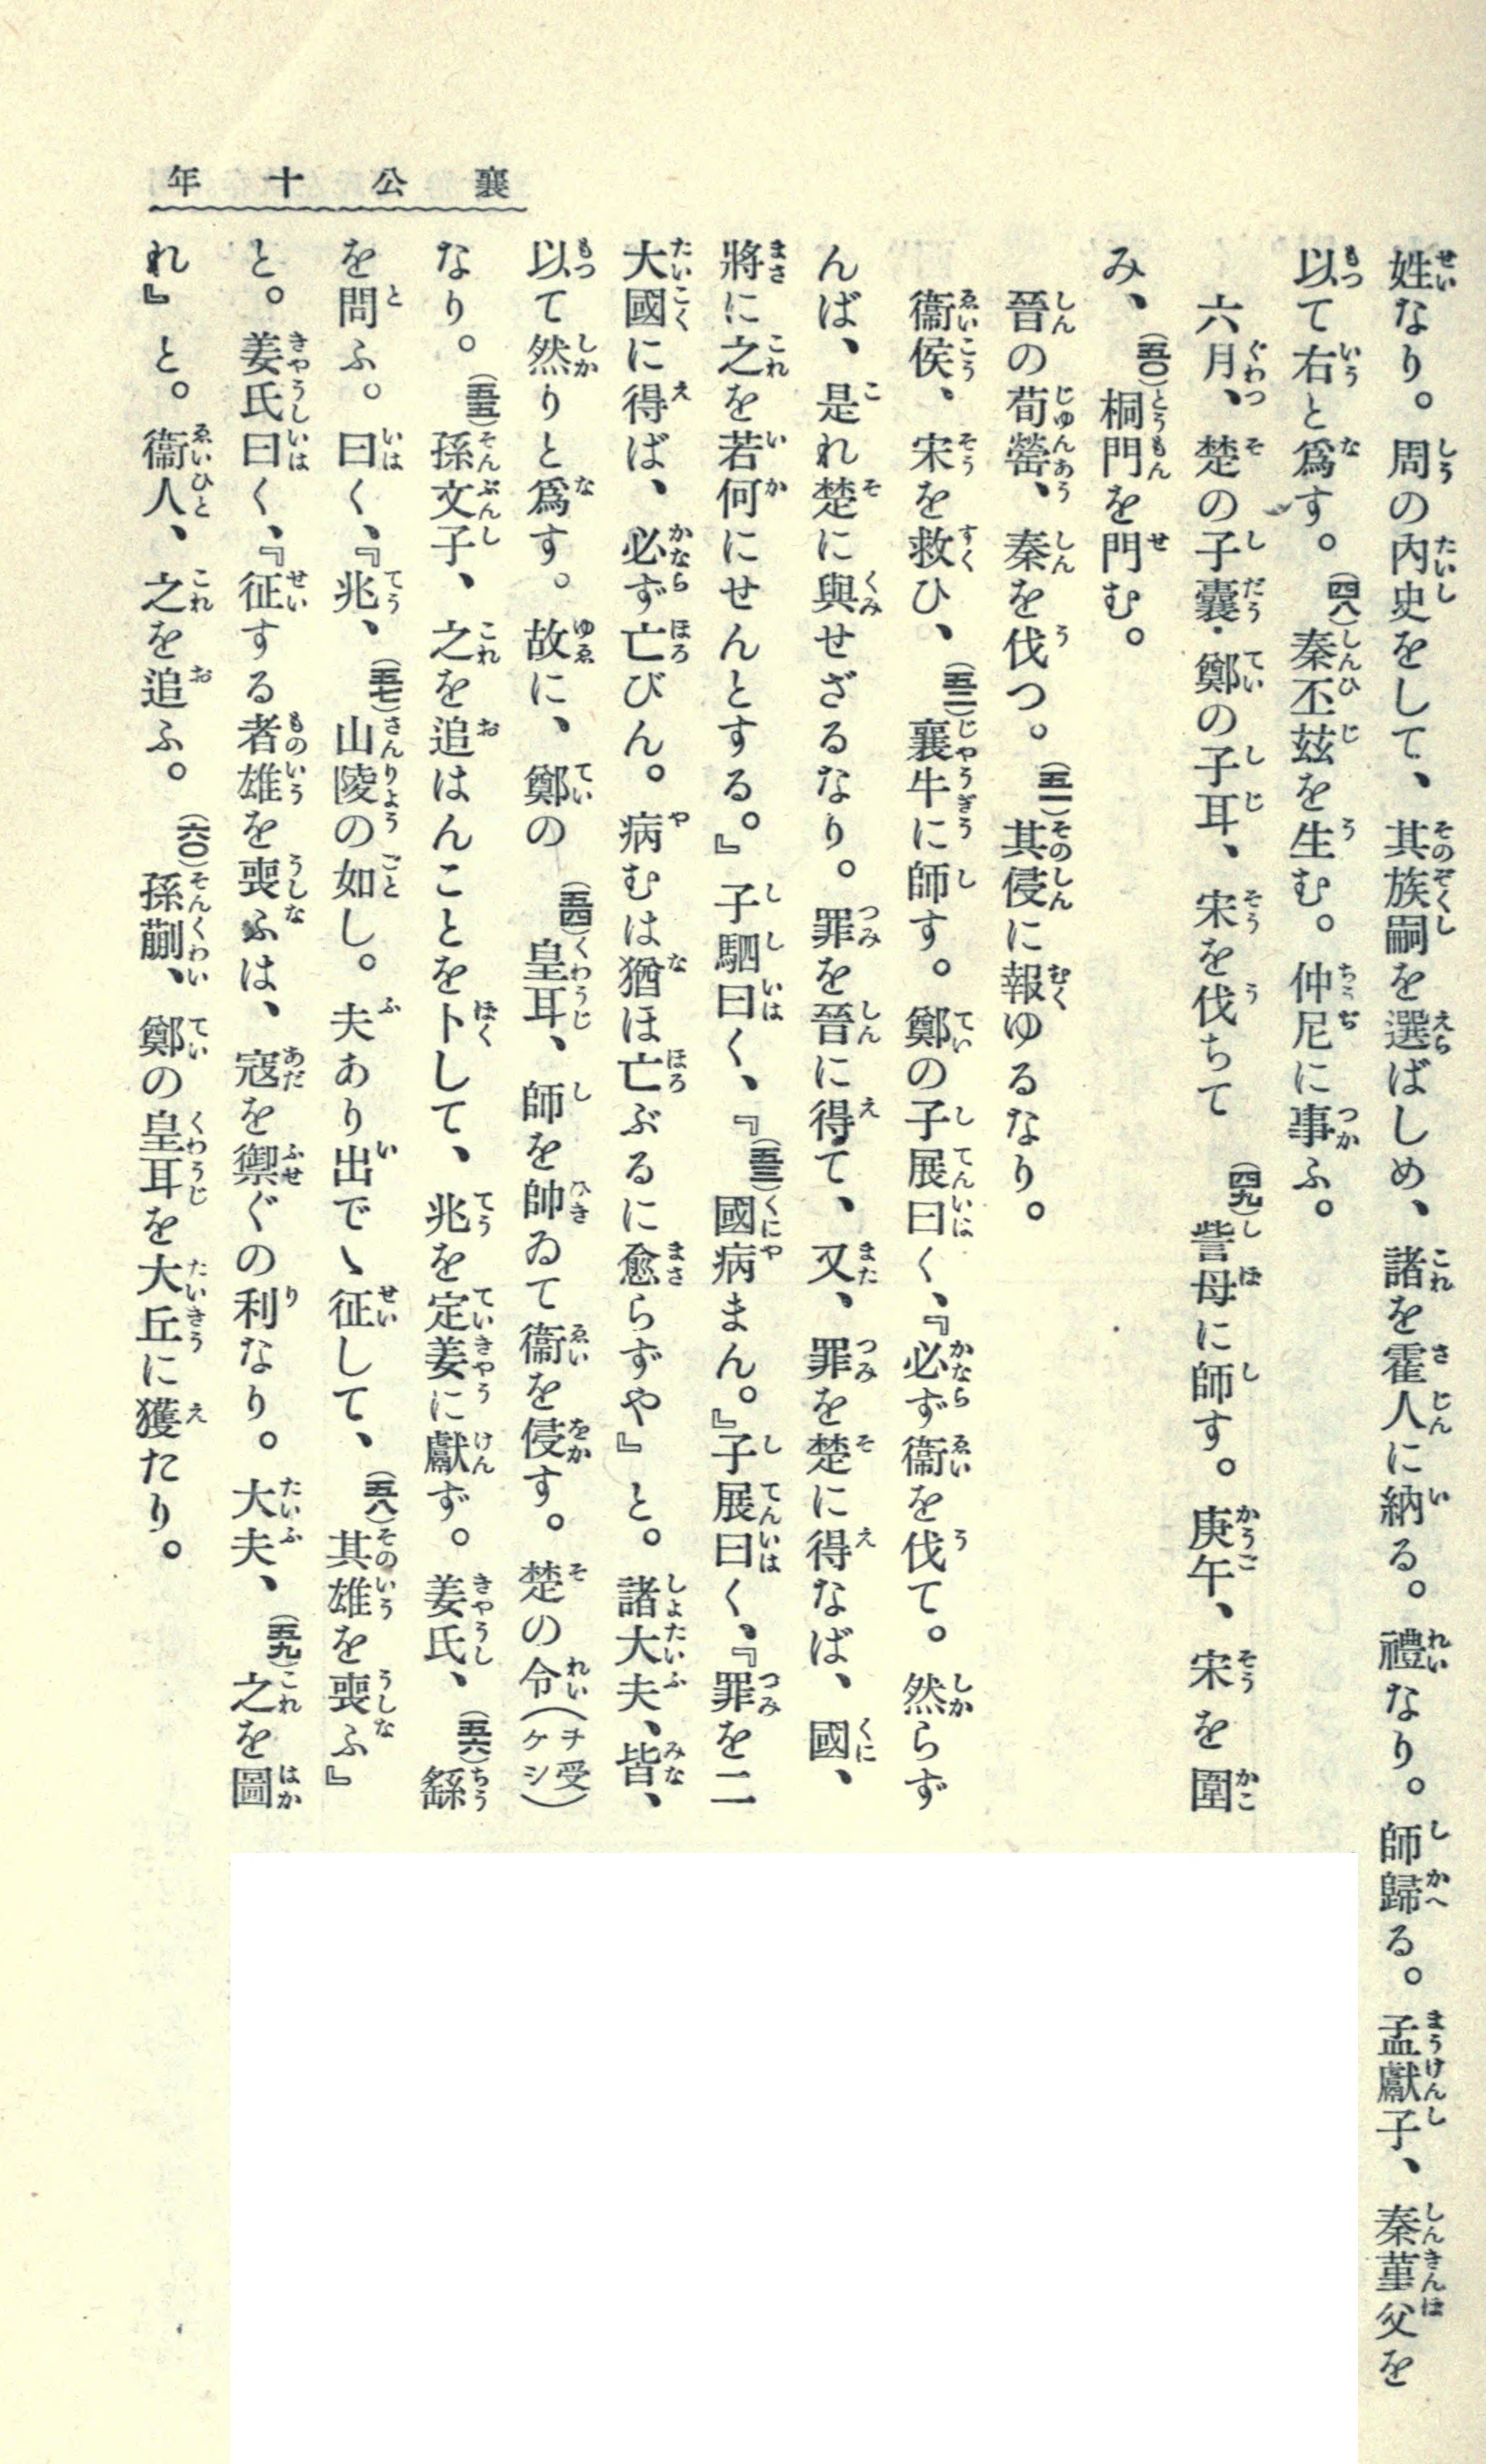 襄公十年
姓なり。周の內史をして、其族嗣を選ばしめ、諸を霍人に納る。禮なり。師歸る。孟獻子、秦菫父を
以て右と爲す。(四八)秦丕玆を生む。仲尼に事ふ。
六月、楚の子囊・鄭の子耳、宋を伐ちて(四九)訾母に師す。庚午、宋を圍
み、(五〇)桐門を門む。
晉の荀罃、秦を伐つ。(五一)其侵に報ゆるなり。
衞侯、宋を救ひ、(五二)襄牛に師す。鄭の子展曰く、『必ず衞を伐て。然らず
んば、是れ楚に與せざるなり。罪を晉に得て、又、罪を楚に得なば、國、
將に之を若何にせんとする。』子駟曰く、『(五三)國病まん。』子展曰く、『罪を二
大國に得ば、必ず亡びん。病むは猶ほ亡ぶるに愈らずや』と。諸大夫、皆、
以て然りと爲す。故に、鄭の(五四)皇耳、師を帥ゐて衞を侵す。楚の令(ヲ受ケシ)
なり。(五五)孫文子、之を追はんことを卜して、兆を定姜に獻ず。姜氏、(五六)繇
を問ふ。曰く、『兆、(五七)山陵の如し。夫あり出でゝ征して、(五八)其雄を喪ふ』
と。姜氏曰く、『征する者雄を喪ふは、寇を禦ぐの利なり。大夫、(五九)之を圖
れ』と。衞人、之を追ふ。(六〇)孫蒯、鄭の皇耳を大丘に獲たり。